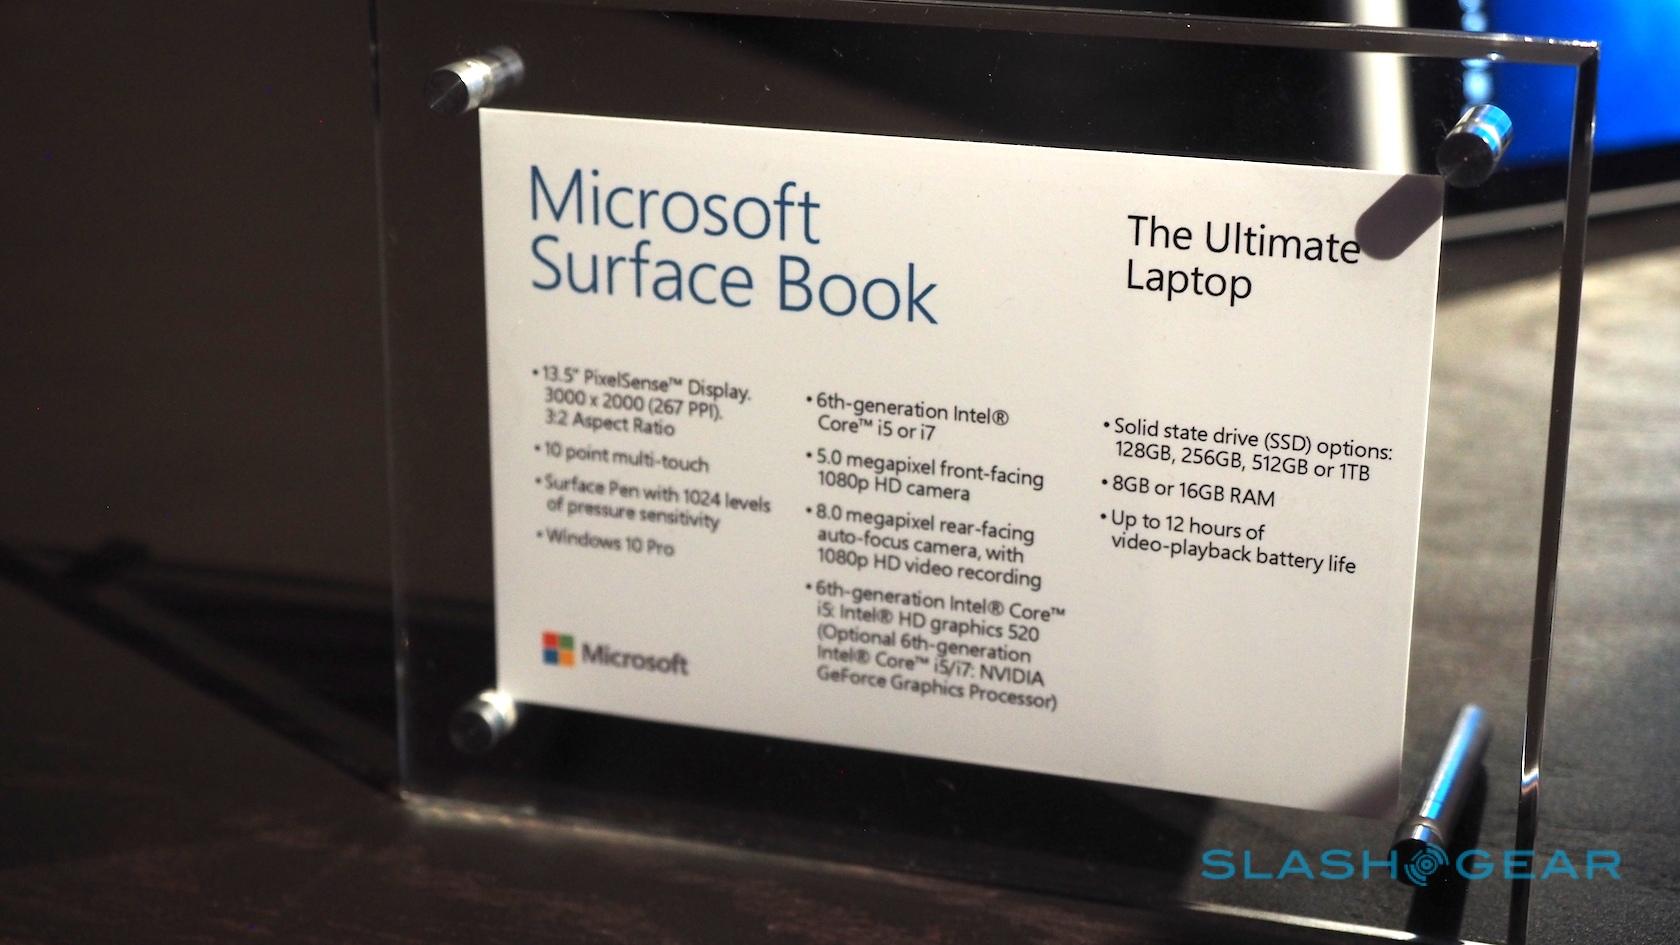 Microsoft
Surface Book
The Ultimate
Laptop
• 13.5" PixelSense™ Display.
3000 x 2000 (267 PPI).
3:2 Aspect Ratio
• 10 point multi-touch
• Surface Pen with 1024 levels
of pressure sensitivity
• Windows 10 Pro
• 6th-generation Intel®
Core™ i5 or i7
• 5.0 megapixel front-facing
1080p HD camera
• 8.0 megapixel rear-facing
auto-focus camera, with
1080p HD video recording
• 6th-generation Intel® Core™
i5: Intel® HD graphics 520
(Optional 6th-generation
Intel® Core™ i5/i7: NVIDIA
GeForce Graphics Processor)
• Solid state drive (SSD) options:
128GB, 256GB, 512GB or 1TB
• 8GB or 16GB RAM
• Up to 12 hours of
video-playback battery life
Microsoft
SLASHGEAR